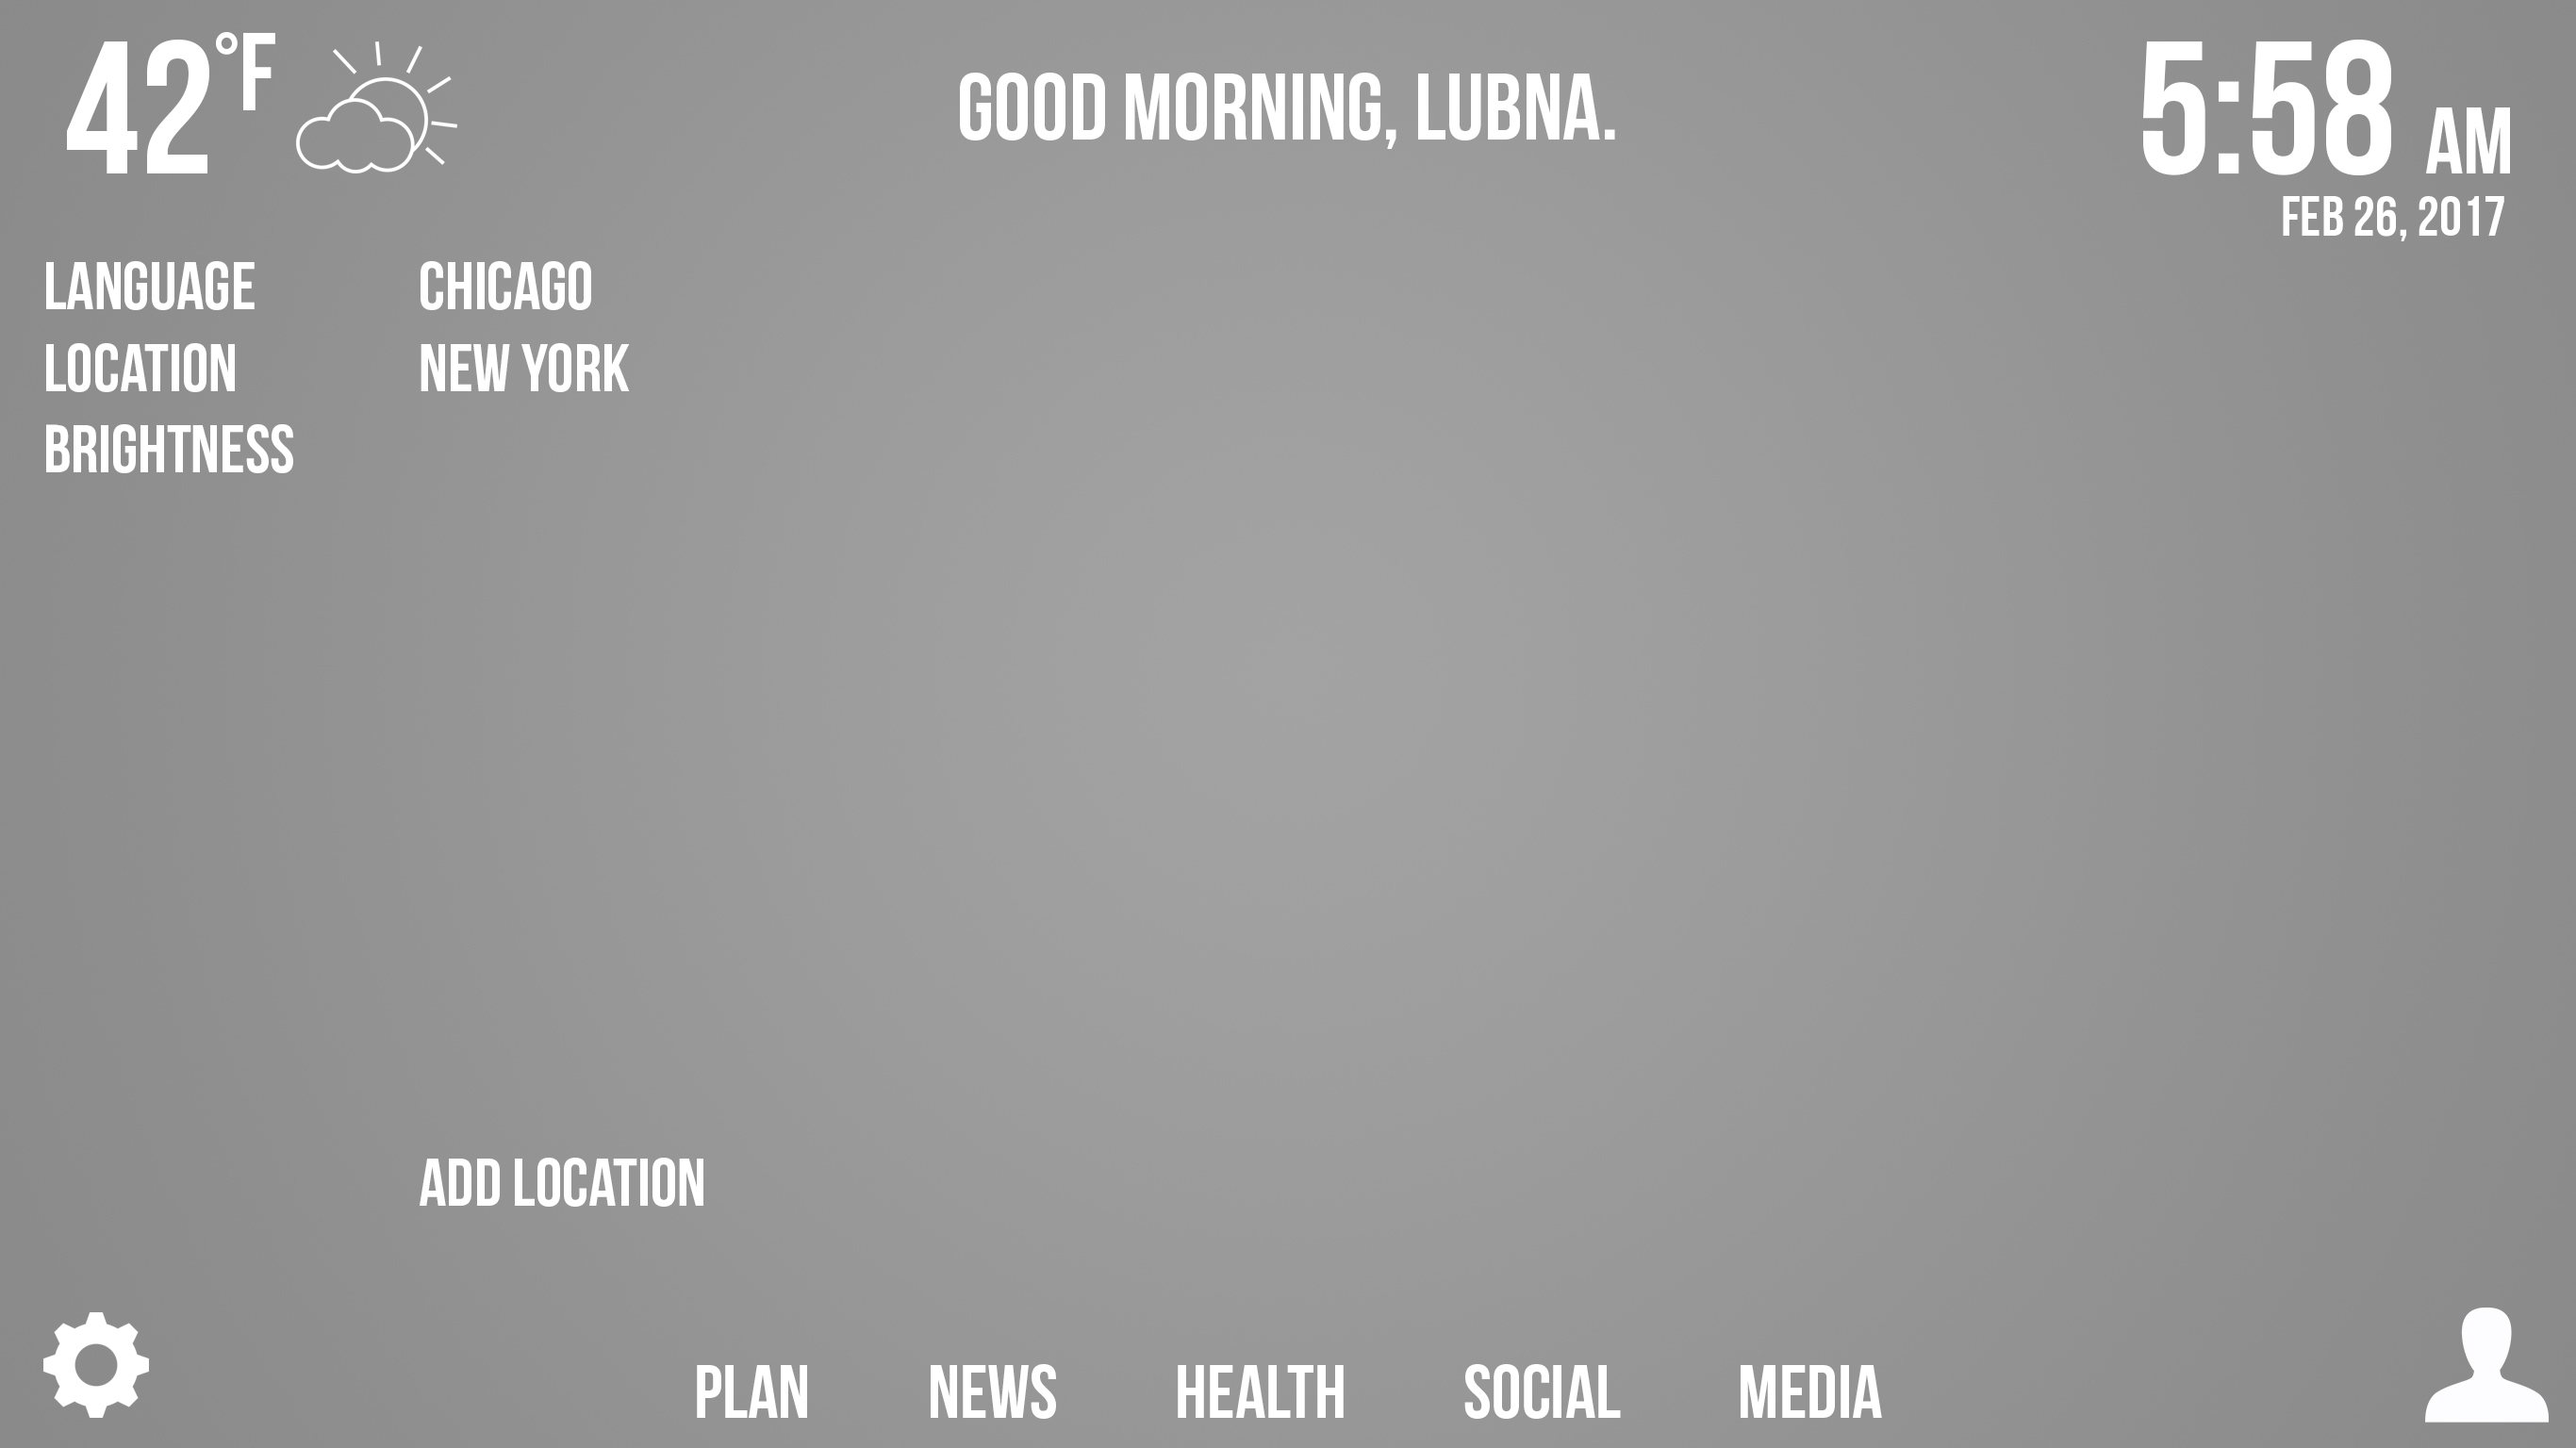 42°F
GOOD MORNING, LUBNA.
5:58 AM
FEB 26, 2017
LANGUAGE
LOCATION
BRIGHTNESS
CHICAGO
NEW YORK
ADD LOCATION
PLAN NEWS HEALTH SOCIAL MEDIA